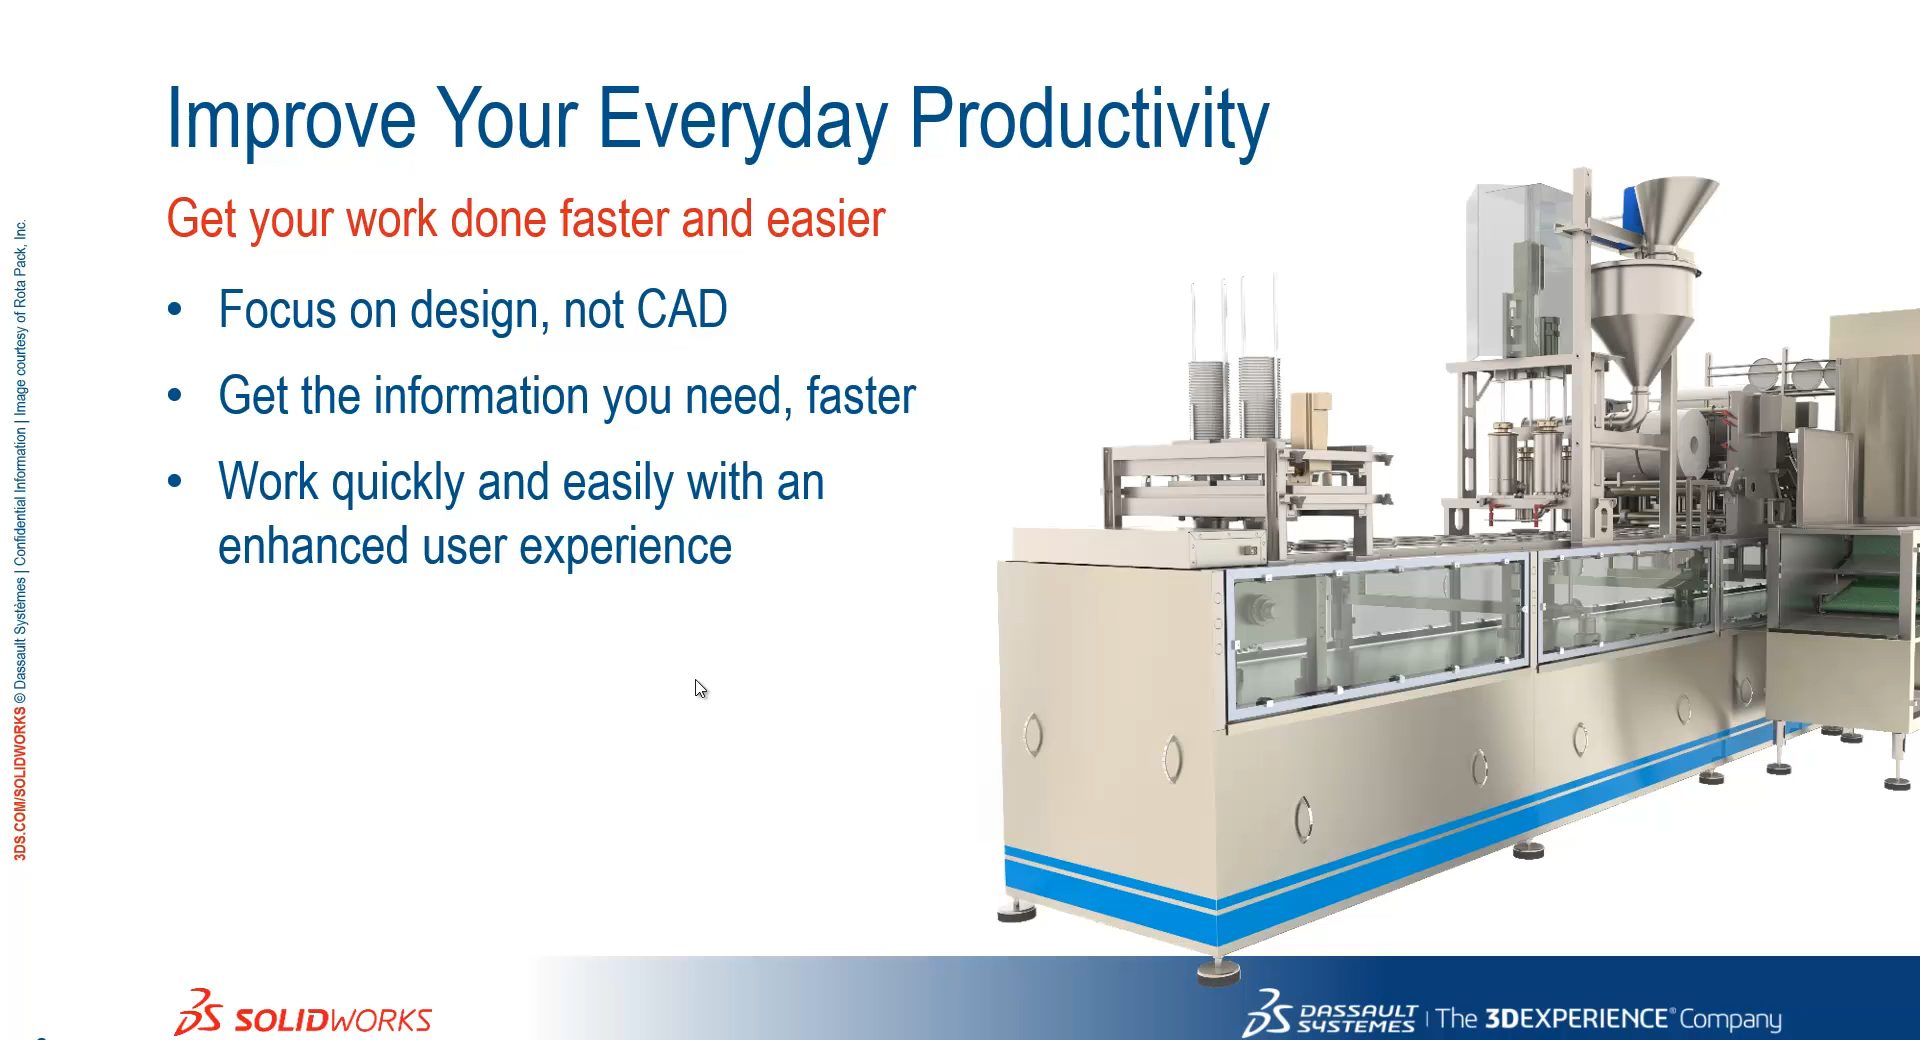 Improve Your Everyday Productivity
Get your work done faster and easier
• Focus on design, not CAD
• Get the information you need, faster
• Work quickly and easily with an
enhanced user experience
3DS.COM/SOLIDWORKS © Dassault Systèmes | Confidential Information | Image courtesy of Rota Pack, Inc.
3DS SOLIDWORKS
3DS DASSAULT SYSTEMES | The 3DEXPERIENCE® Company